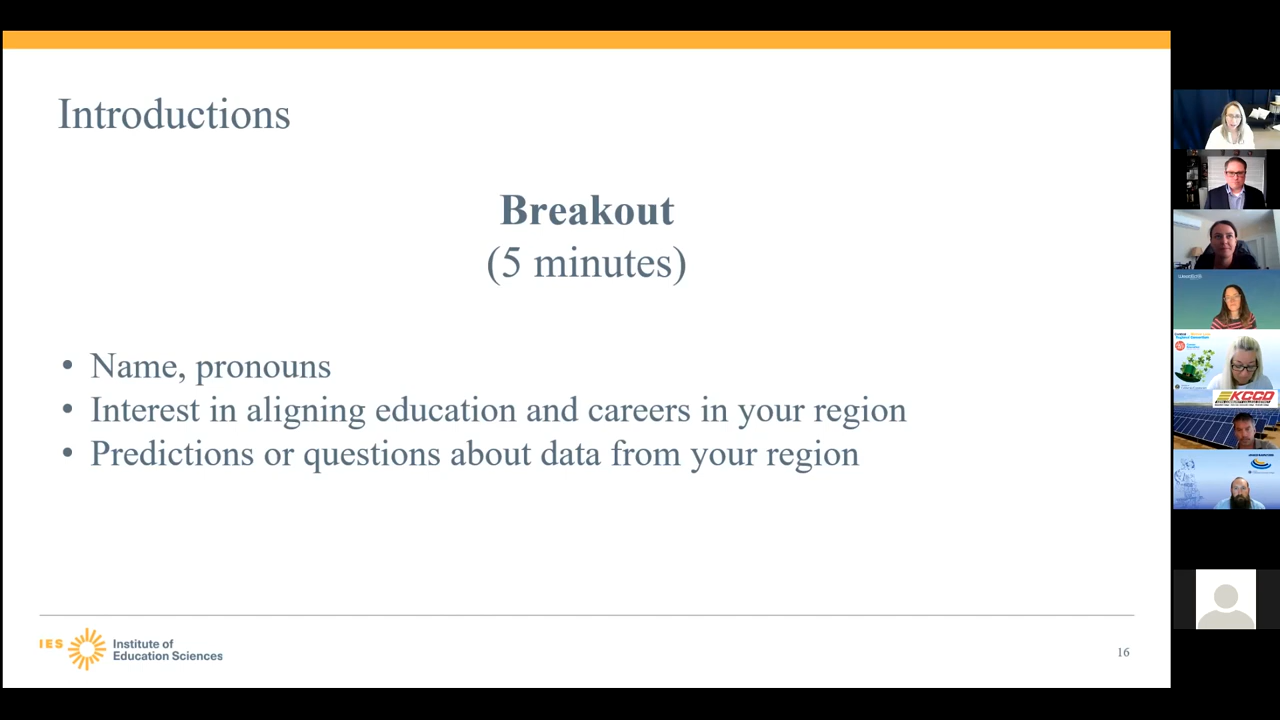 Introductions
Breakout
(5 minutes)
• Name, pronouns
• Interest in aligning education and careers in your region
• Predictions or questions about data from your region
IES
Institute of
Education Sciences
16
KCCD